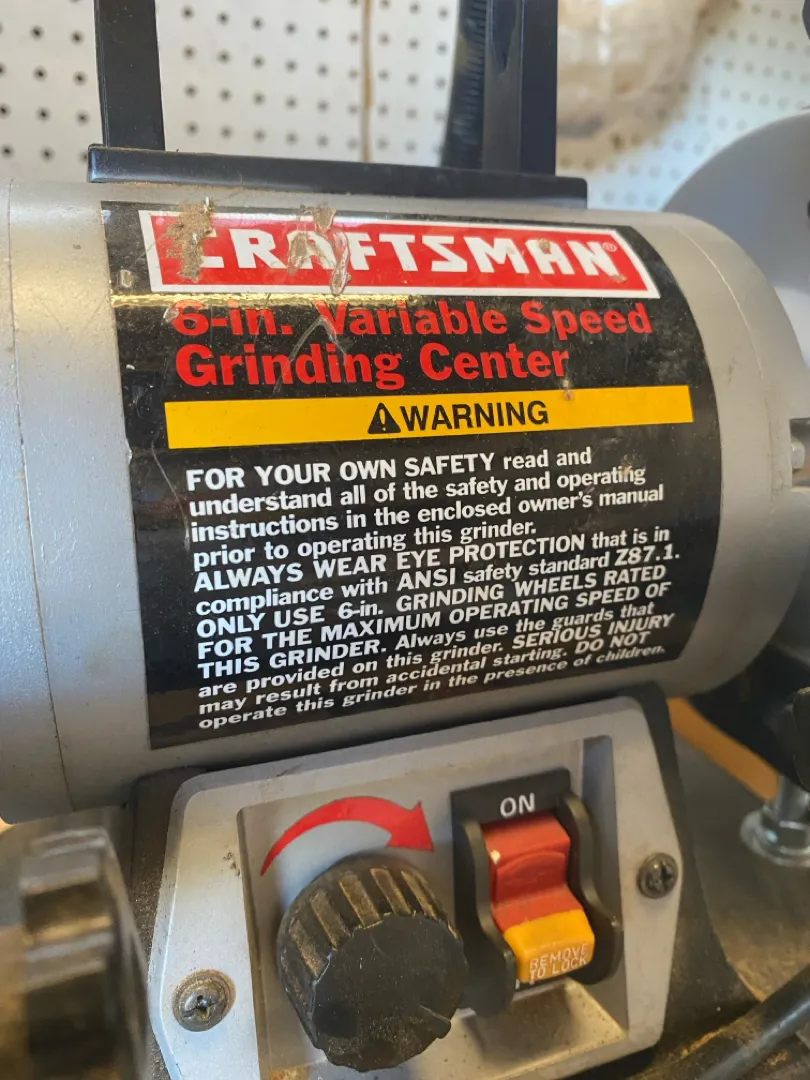 CRAFTSMAN®
6-in. Variable Speed
Grinding Center
⚠WARNING
FOR YOUR OWN SAFETY read and
understand all of the safety and operating
instructions in the enclosed owner's manual
prior to operating this grinder.
ALWAYS WEAR EYE PROTECTION that is in
compliance with ANSI safety standard Z87.1.
ONLY USE 6-in. GRINDING WHEELS RATED
FOR THE MAXIMUM OPERATING SPEED OF
THIS GRINDER. Always use the guards that
are provided on this grinder. SERIOUS INJURY
may result from accidental starting. DO NOT
operate this grinder in the presence of children.
ON
REMOVE
TO LOCK